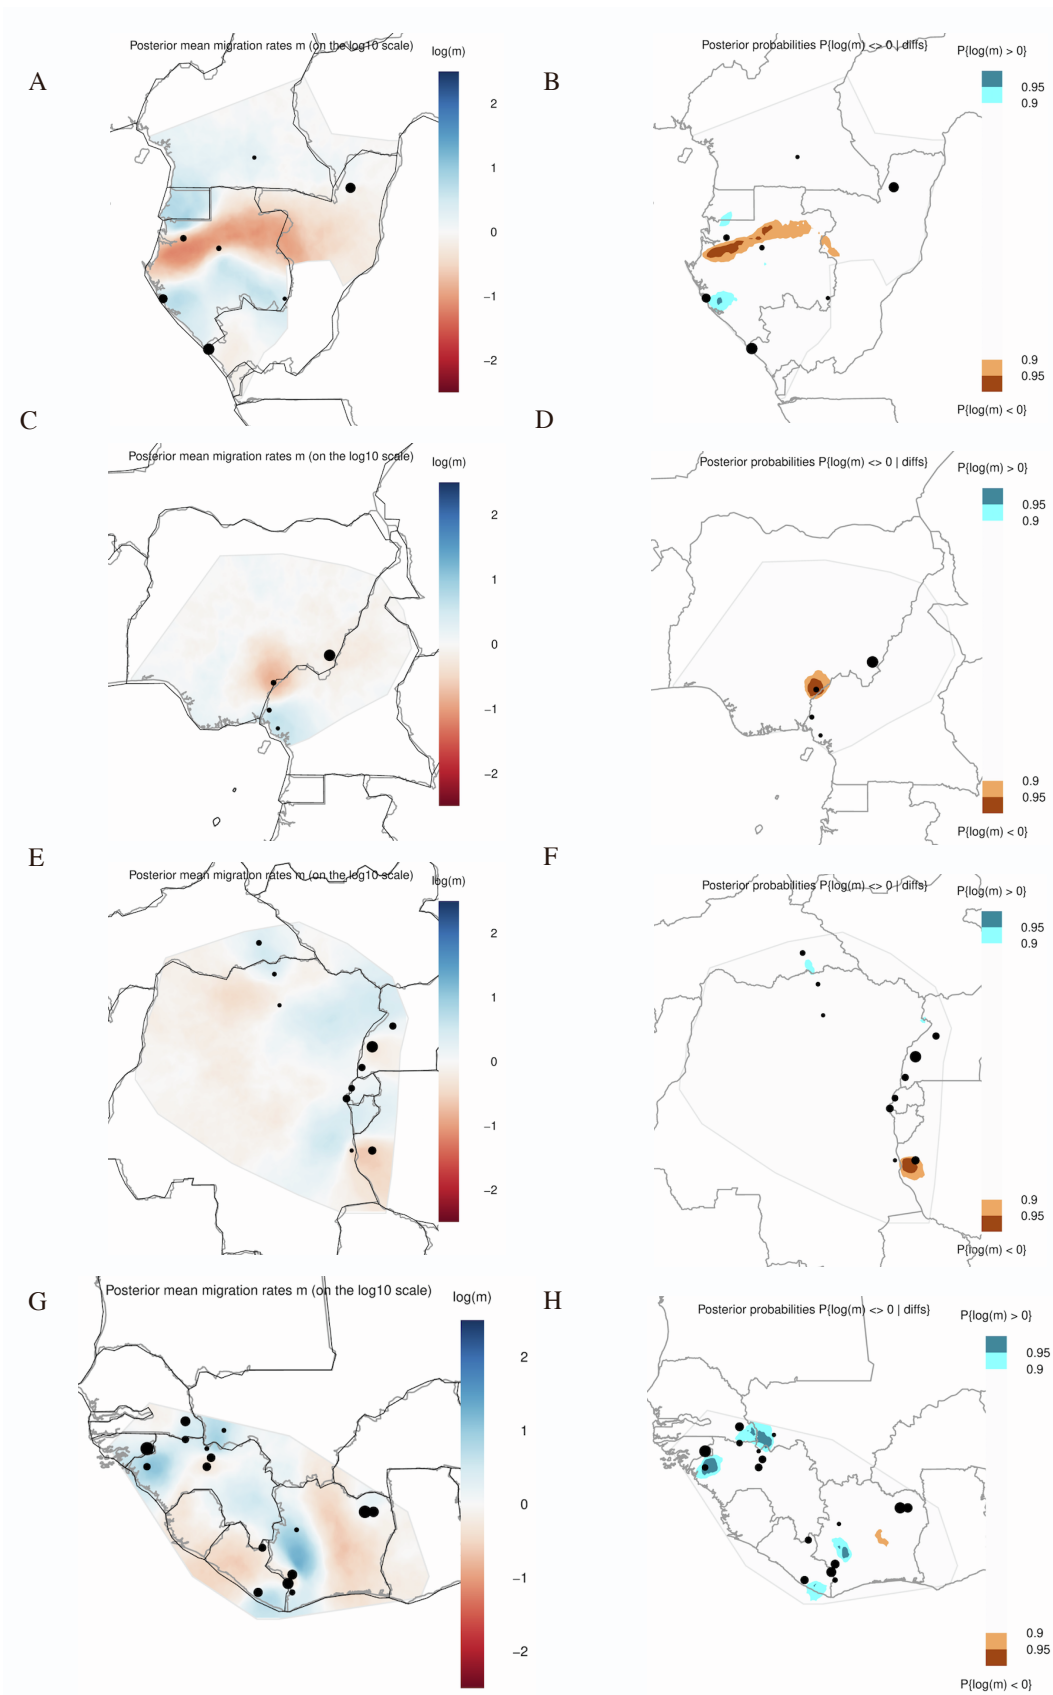 Posterior mean migration rates m (on the log10 scale)
log(m)
A
2
1
0
−1
−2
Posterior probabilities P{log(m) <> 0 | diffs}
P{log(m) > 0}
B
0.95
0.9
0.9
0.95
P{log(m) < 0}
C
Posterior mean migration rates m (on the log10 scale)
log(m)
2
1
0
−1
−2
D
Posterior probabilities P{log(m) <> 0 | diffs}
P{log(m) > 0}
0.95
0.9
0.9
0.95
P{log(m) < 0}
E
Posterior mean migration rates m (on the log10 scale)
log(m)
2
1
0
−1
−2
F
Posterior probabilities P{log(m) <> 0 | diffs}
P{log(m) > 0}
0.95
0.9
0.9
0.95
P{log(m) < 0}
G
Posterior mean migration rates m (on the log10 scale)
log(m)
2
1
0
−1
−2
H
Posterior probabilities P{log(m) <> 0 | diffs}
P{log(m) > 0}
0.95
0.9
0.9
0.95
P{log(m) < 0}